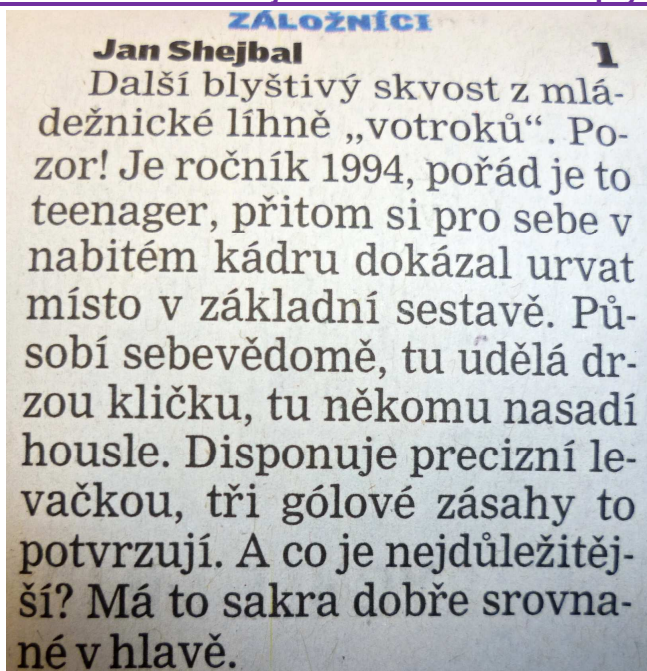 ZÁLOŽNÍCI
Jan Shejbal 1
Další blyštivý skvost z mlá-
dežnické líhně „votroků“. Po-
zor! Je ročník 1994, pořád je to
teenager, přitom si pro sebe v
nabitém kádru dokázal urvat
místo v základní sestavě. Pů-
sobí sebevědomě, tu udělá dr-
zou kličku, tu někomu nasadí
housle. Disponuje precizní le-
vačkou, tři gólové zásahy to
potvrzují. A co je nejdůležitěj-
ší? Má to sakra dobře srovna-
né v hlavě.